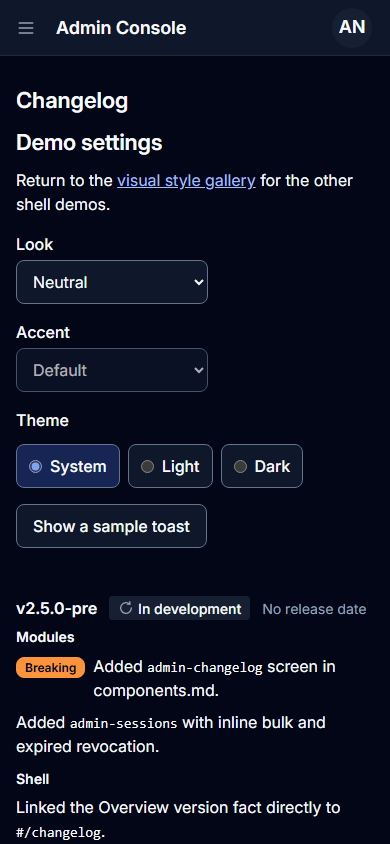 Admin Console
AN
Changelog
Demo settings
Return to the visual style gallery for the other
shell demos.
Look
Neutral
Accent
Default
Theme
System
Light
Dark
Show a sample toast
v2.5.0-pre In development No release date
Modules
Breaking Added admin-changelog screen in
components.md.
Added admin-sessions with inline bulk and
expired revocation.
Shell
Linked the Overview version fact directly to
#/changelog.